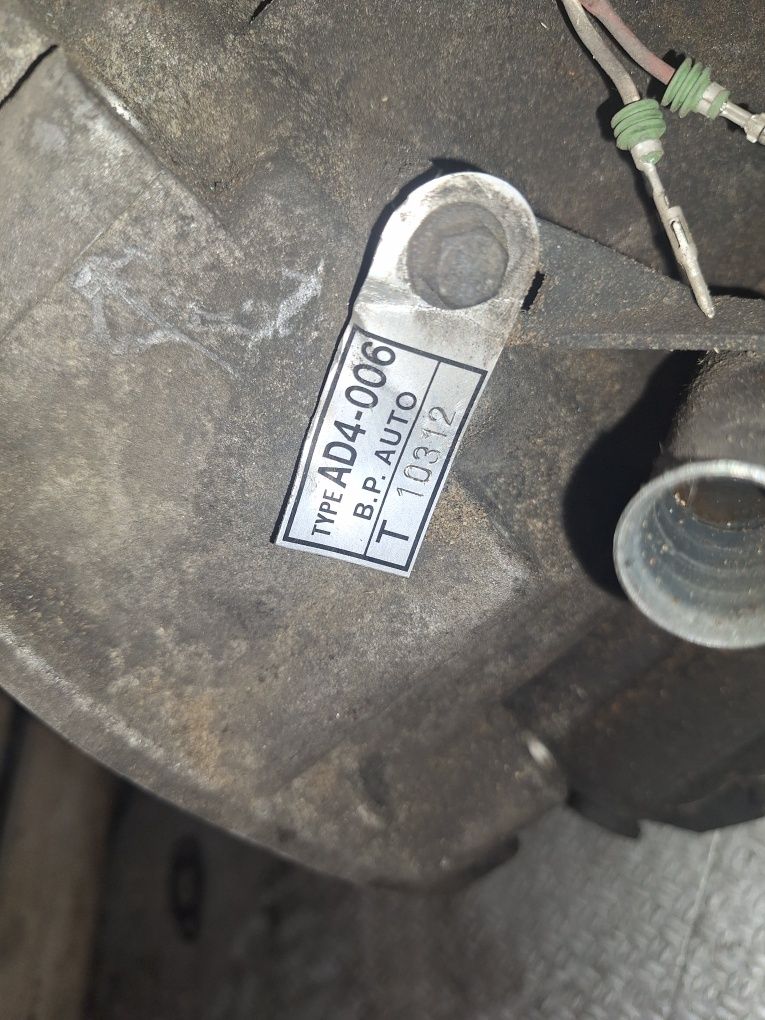 TYPE AD4-006
B.P. AUTO
T 10312